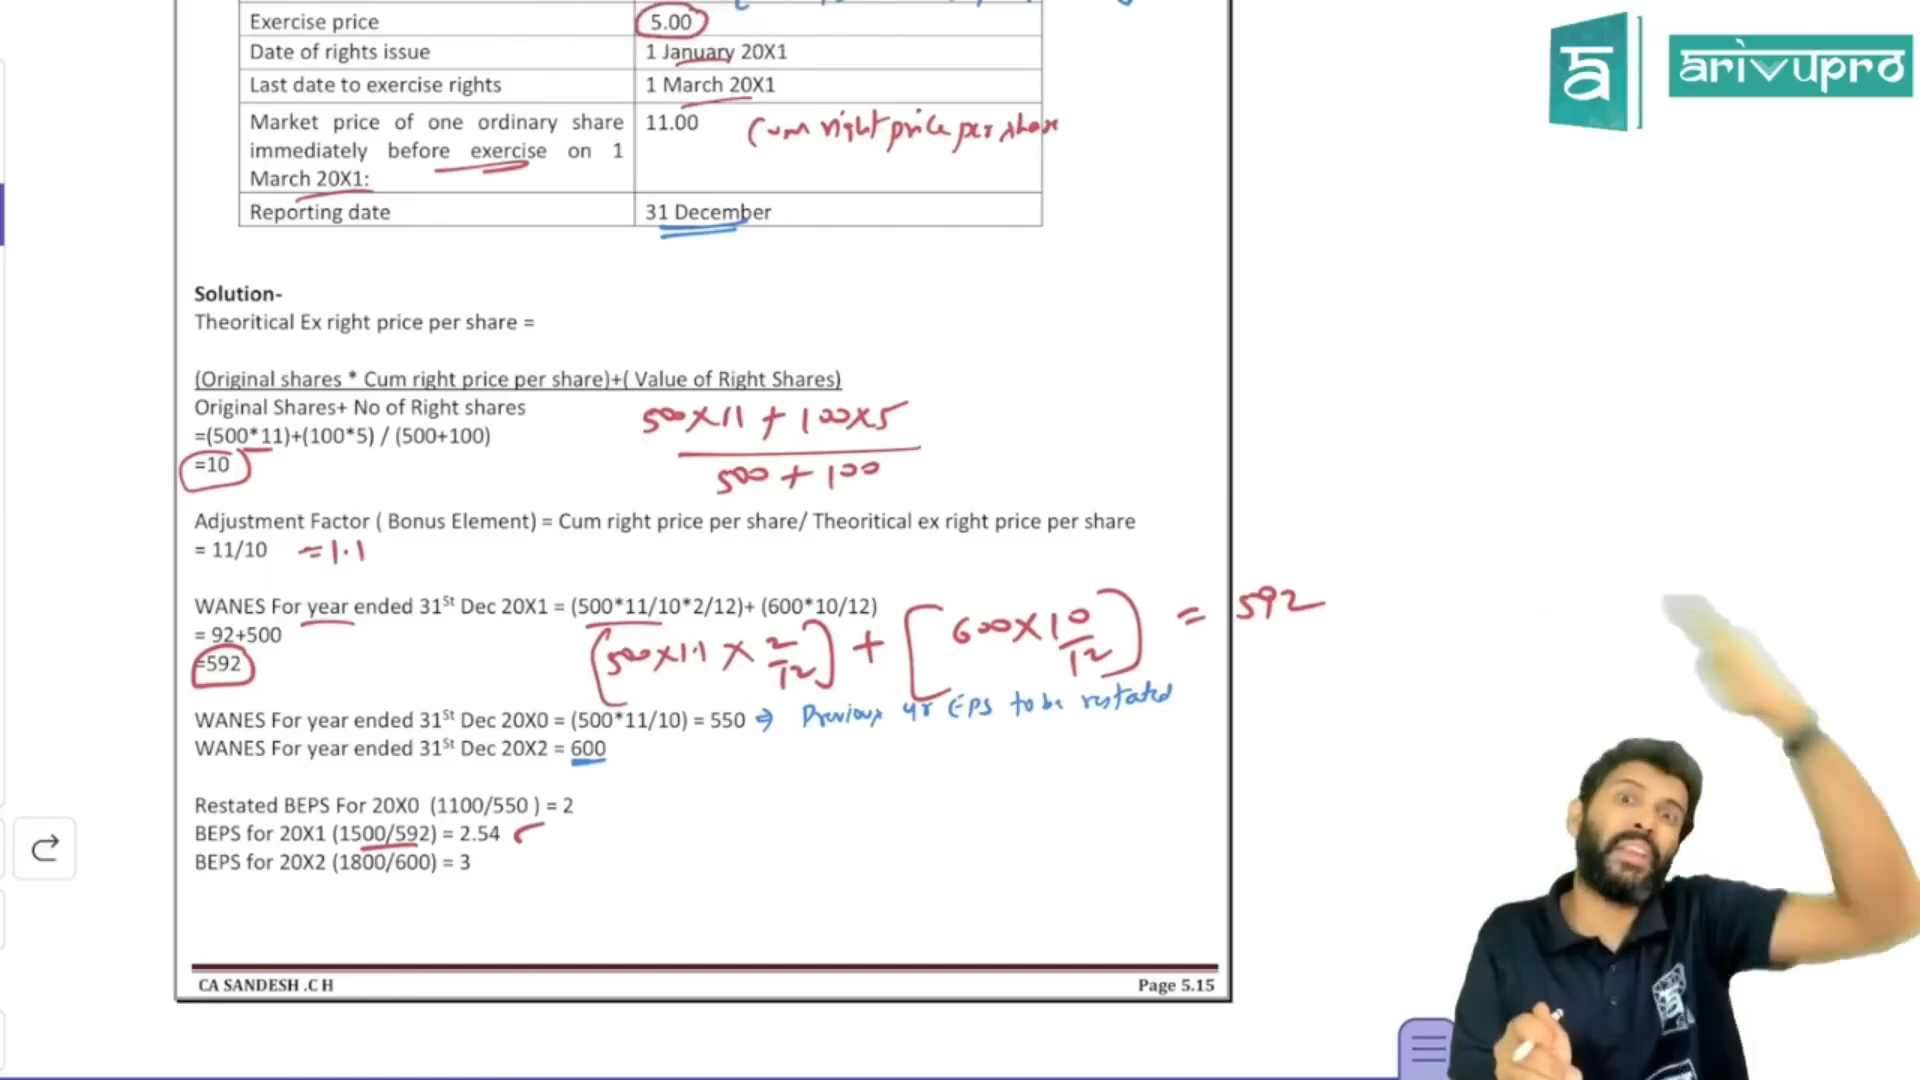 Exercise price 5.00
Date of rights issue 1 January 20X1
Last date to exercise rights 1 March 20X1
Market price of one ordinary share immediately before exercise on 1 March 20X1: 11.00 Cum right price per share
Reporting date 31 December
Solution-
Theoritical Ex right price per share =
(Original shares * Cum right price per share)+( Value of Right Shares)
Original Shares+ No of Right shares
=(500*11)+(100*5) / (500+100)
=10
500×11 + 100×5
500 + 100
Adjustment Factor ( Bonus Element) = Cum right price per share/ Theoritical ex right price per share
= 11/10 =1.1
WANES For year ended 31St Dec 20X1 = (500*11/10*2/12)+ (600*10/12)
= 92+500
=592
(500×1.1 × 2/12) + [600×10/12] = 592
WANES For year ended 31St Dec 20X0 = (500*11/10) = 550 ⇒ Previous yr EPS to be restated
WANES For year ended 31St Dec 20X2 = 600
Restated BEPS For 20X0 (1100/550 ) = 2
BEPS for 20X1 (1500/592) = 2.54
BEPS for 20X2 (1800/600) = 3
CA SANDESH .C H Page 5.15
arivupro